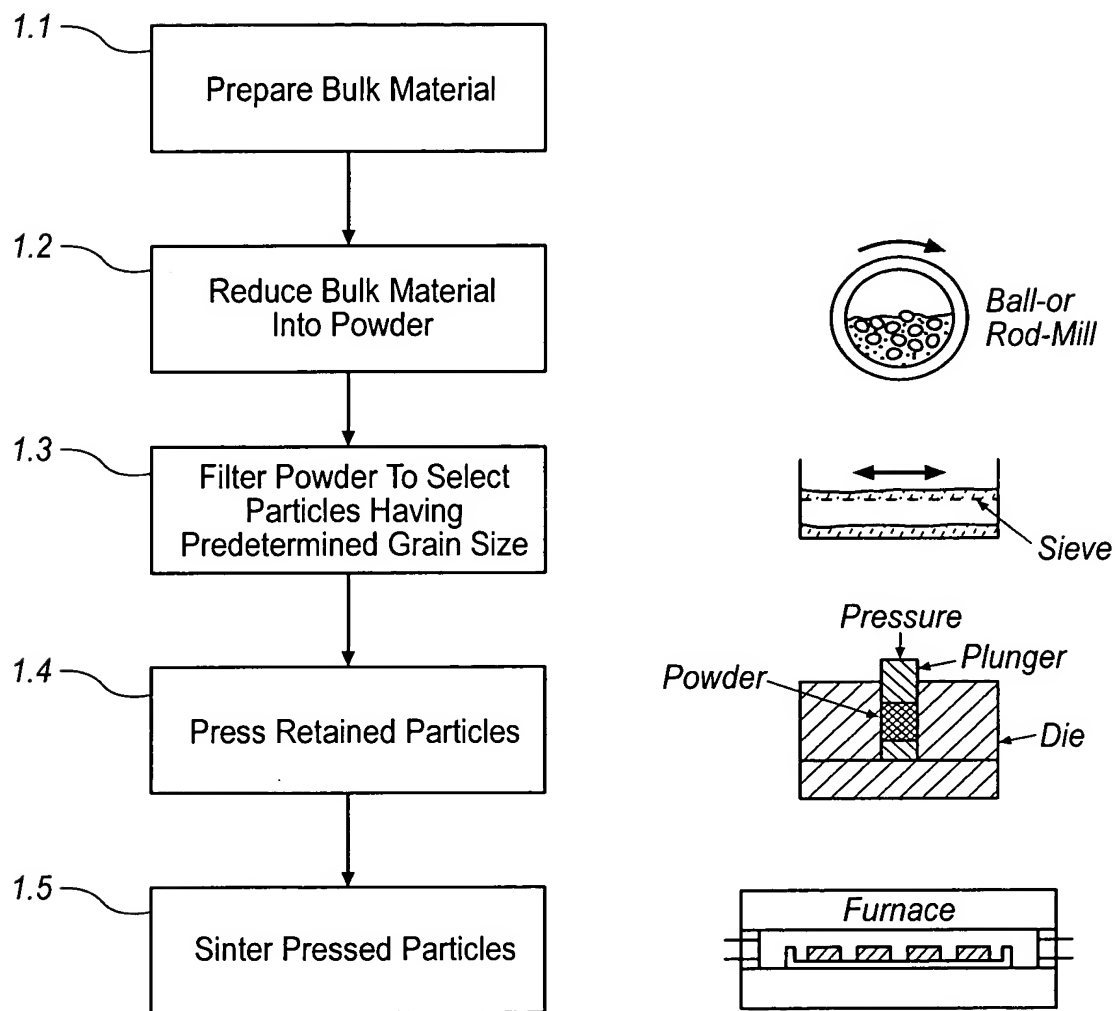 1.1
Prepare Bulk Material
1.2
Reduce Bulk Material
Into Powder
Ball-or
Rod-Mill
1.3
Filter Powder To Select
Particles Having
Predetermined Grain Size
Sieve
1.4
Press Retained Particles
Pressure
Plunger
Powder
Die
1.5
Sinter Pressed Particles
Furnace